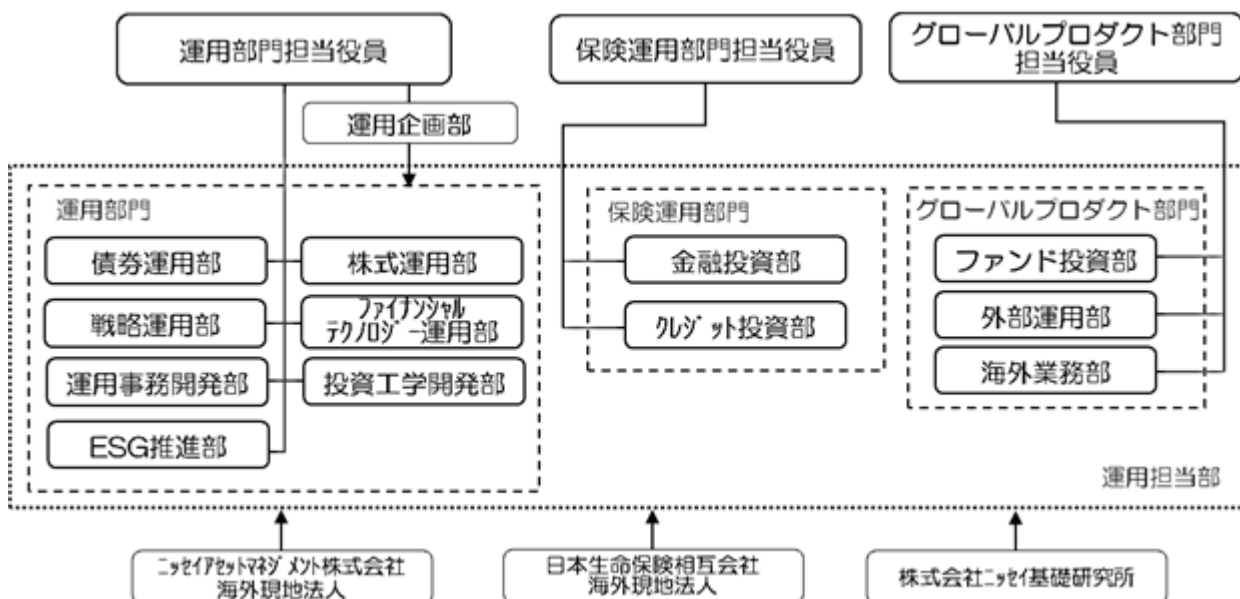 運用部門担当役員
保険運用部門担当役員
グローバルプロダクト部門
担当役員
運用企画部
運用部門
債券運用部
株式運用部
戦略運用部
ファイナンシャル
テクノロジー運用部
運用事務開発部
投資工学開発部
ESG推進部
保険運用部門
金融投資部
クレジット投資部
グローバルプロダクト部門
ファンド投資部
外部運用部
海外業務部
運用担当部
ニッセイアセットマネジメント株式会社
海外現地法人
日本生命保険相互会社
海外現地法人
株式会社ニッセイ基礎研究所